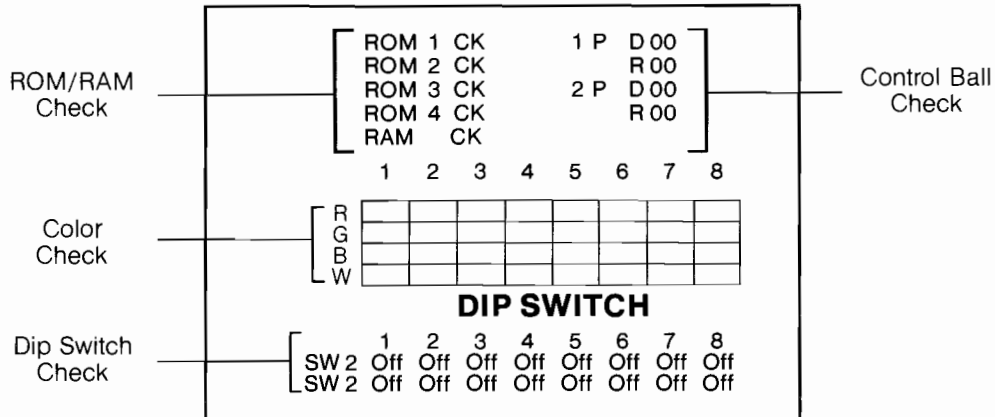 ROM 1 CK 1 P D 00
ROM 2 CK R 00
ROM/RAM Check
ROM 3 CK 2 P D 00
Control Ball Check
ROM 4 CK R 00
RAM CK
1 2 3 4 5 6 7 8
R
G
Color Check
B
W
DIP SWITCH
Dip Switch Check
1 2 3 4 5 6 7 8
SW 2 Off Off Off Off Off Off Off Off
SW 2 Off Off Off Off Off Off Off Off